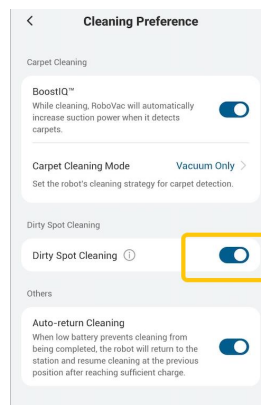 Cleaning Preference
Carpet Cleaning
BoostIQ™
While cleaning, RoboVac will automatically
increase suction power when it detects
carpets.
Carpet Cleaning Mode Vacuum Only >
Set the robot's cleaning strategy for carpet detection.
Dirty Spot Cleaning
Dirty Spot Cleaning
Others
Auto-return Cleaning
When low battery prevents cleaning from
being completed, the robot will return to the
station and resume cleaning at the previous
position after reaching sufficient charge.